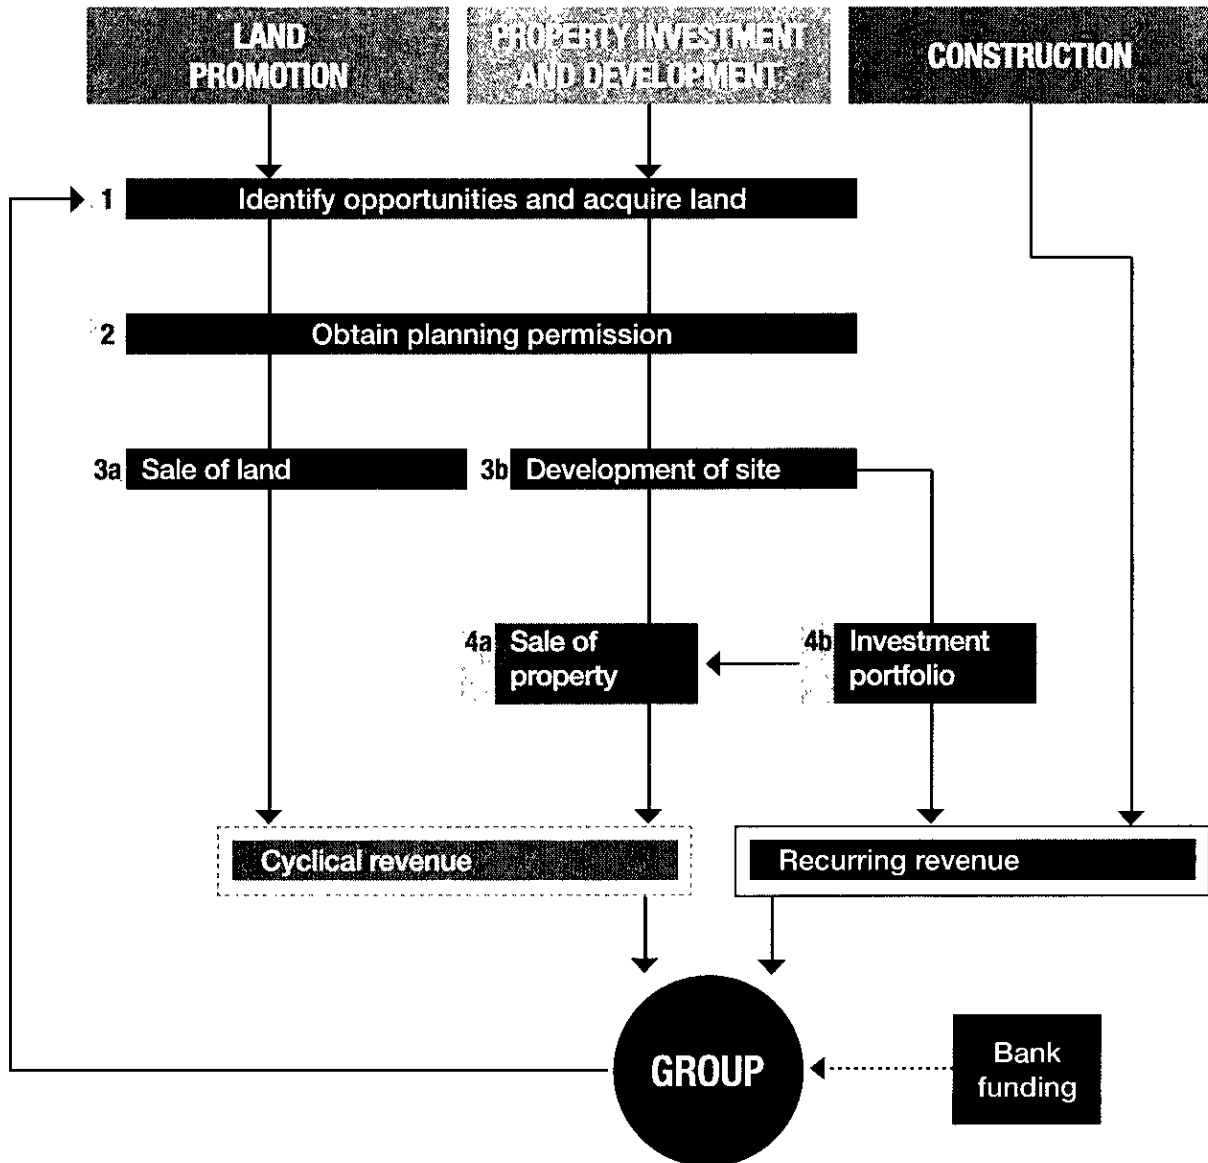 LAND
PROMOTION
PROPERTY INVESTMENT
AND DEVELOPMENT
CONSTRUCTION
1 Identify opportunities and acquire land
2 Obtain planning permission
3a Sale of land
3b Development of site
4a Sale of
property
4b Investment
portfolio
Cyclical revenue
Recurring revenue
GROUP
Bank
funding